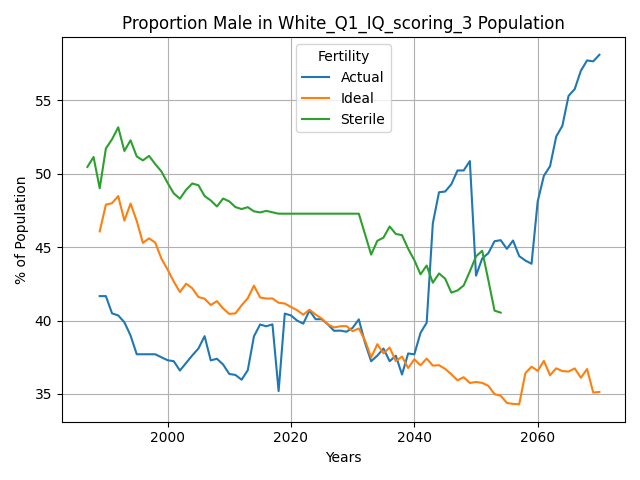 Proportion Male in White_Q1_IQ_scoring_3 Population
Fertility
Actual
Ideal
Sterile
% of Population
55
50
45
40
35
2000
2020
2040
2060
Years